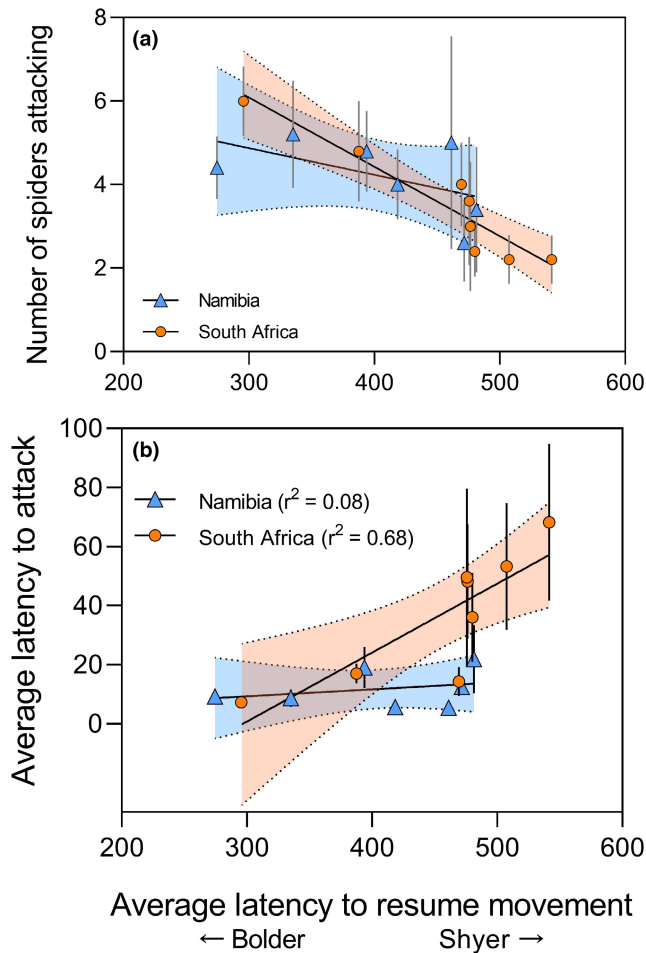 8
(a)
6
4
2
0
Number of spiders attacking
Namibia
South Africa
200 300 400 500 600
100
(b)
80
60
40
20
0
Average latency to attack
Namibia (r² = 0.08)
South Africa (r² = 0.68)
200 300 400 500 600
Average latency to resume movement
← Bolder Shyer →